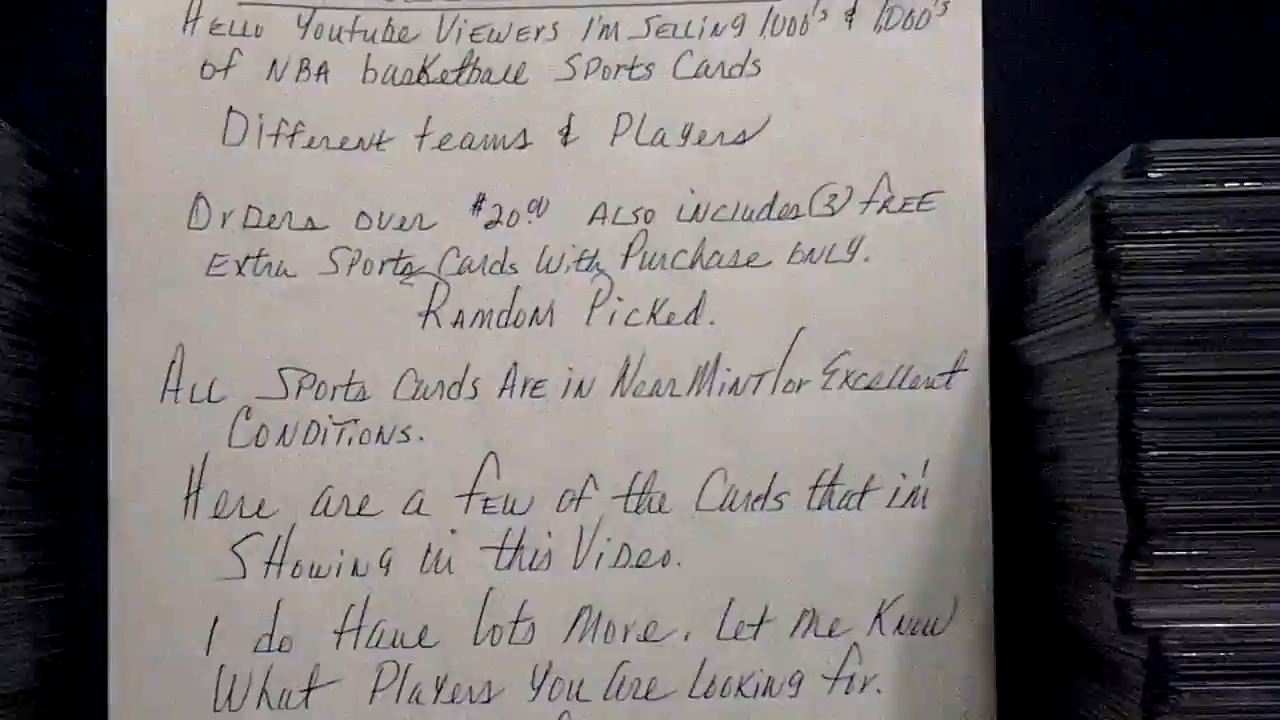 Hello Youtube Viewers I'm Selling 1,000's & 1,000's
of NBA basketball Sports Cards
Different teams & Players
Orders over $20.00 Also includes (3) FREE
Extra Sports Cards With Purchase ONLY.
Ramdom Picked.
All Sports Cards Are in Near Mint/or Excellent
Conditions.
Here are a few of the Cards that i'm
Showing in this Video.
I do Have lots More. Let me Know
What Players You are Looking for.